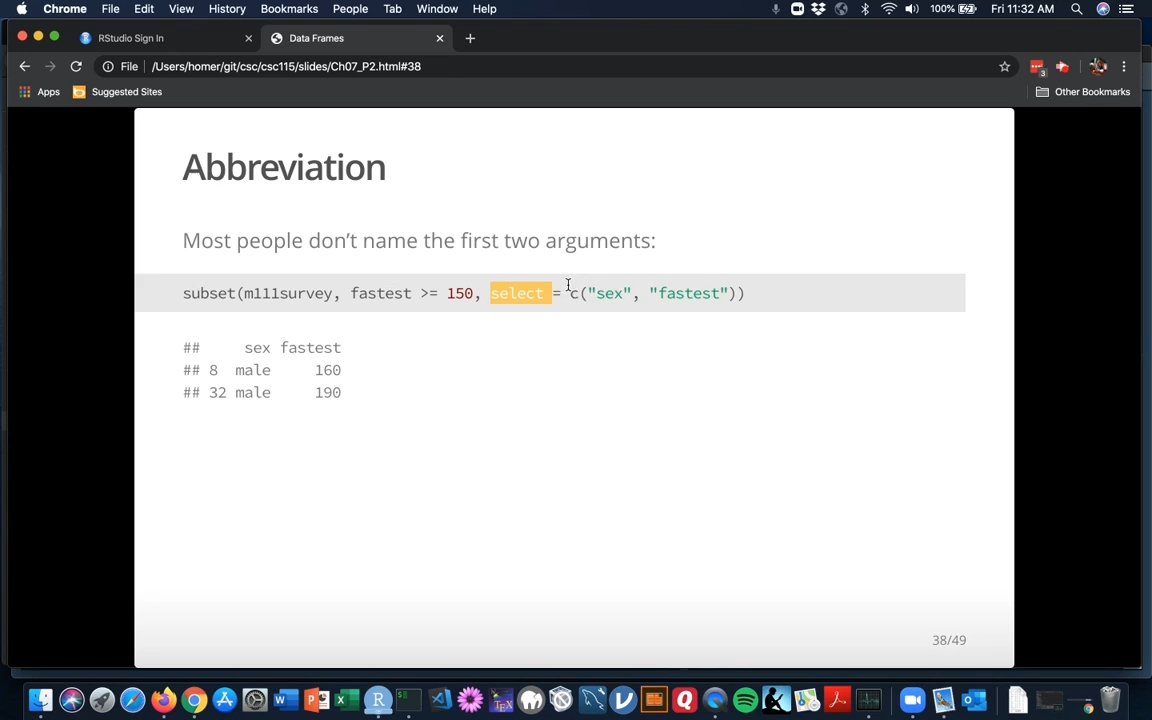 Chrome File Edit View History Bookmarks People Tab Window Help 100% Fri 11:32 AM
RStudio Sign In
Data Frames
File /Users/homer/git/csc/csc115/slides/Ch07_P2.html#38
3
Apps Suggested Sites Other Bookmarks
Abbreviation
Most people don't name the first two arguments:
subset(m111survey, fastest >= 150, select = c("sex", "fastest"))
## sex fastest
## 8 male 160
## 32 male 190
38/49